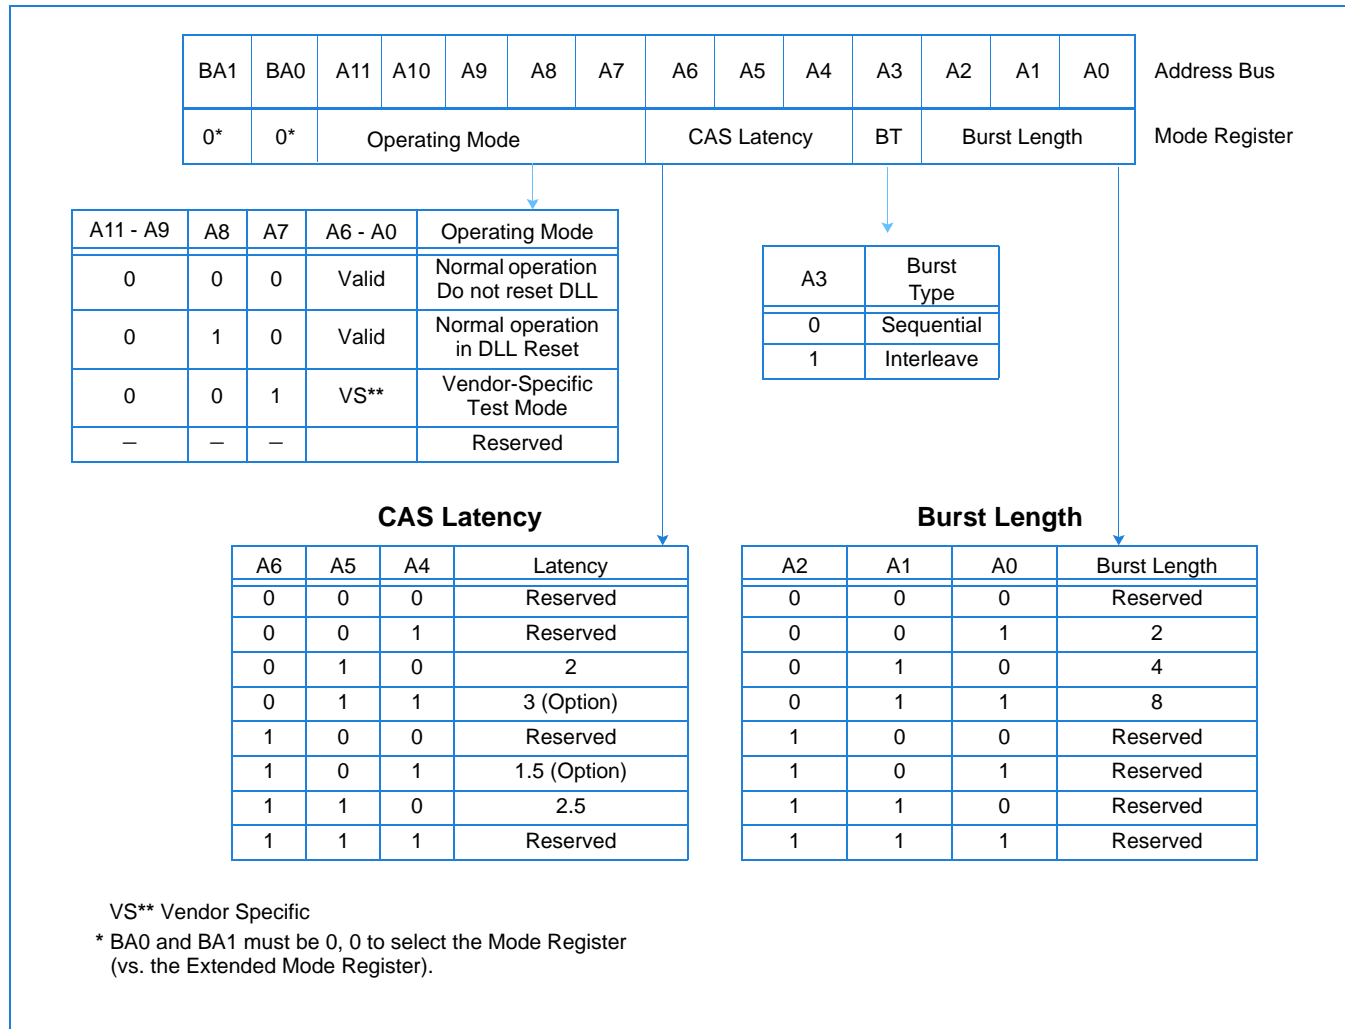 BA1 BA0 A11 A10 A9 A8 A7 A6 A5 A4 A3 A2 A1 A0 Address Bus
0* 0* Operating Mode CAS Latency BT Burst Length Mode Register
A11 - A9 A8 A7 A6 - A0 Operating Mode
0 0 0 Valid Normal operation
Do not reset DLL
0 1 0 Valid Normal operation
in DLL Reset
0 0 1 VS** Vendor-Specific
Test Mode
— — — Reserved
A3 Burst
Type
0 Sequential
1 Interleave
CAS Latency
A6 A5 A4 Latency
0 0 0 Reserved
0 0 1 Reserved
0 1 0 2
0 1 1 3 (Option)
1 0 0 Reserved
1 0 1 1.5 (Option)
1 1 0 2.5
1 1 1 Reserved
Burst Length
A2 A1 A0 Burst Length
0 0 0 Reserved
0 0 1 2
0 1 0 4
0 1 1 8
1 0 0 Reserved
1 0 1 Reserved
1 1 0 Reserved
1 1 1 Reserved
VS** Vendor Specific
* BA0 and BA1 must be 0, 0 to select the Mode Register
(vs. the Extended Mode Register).